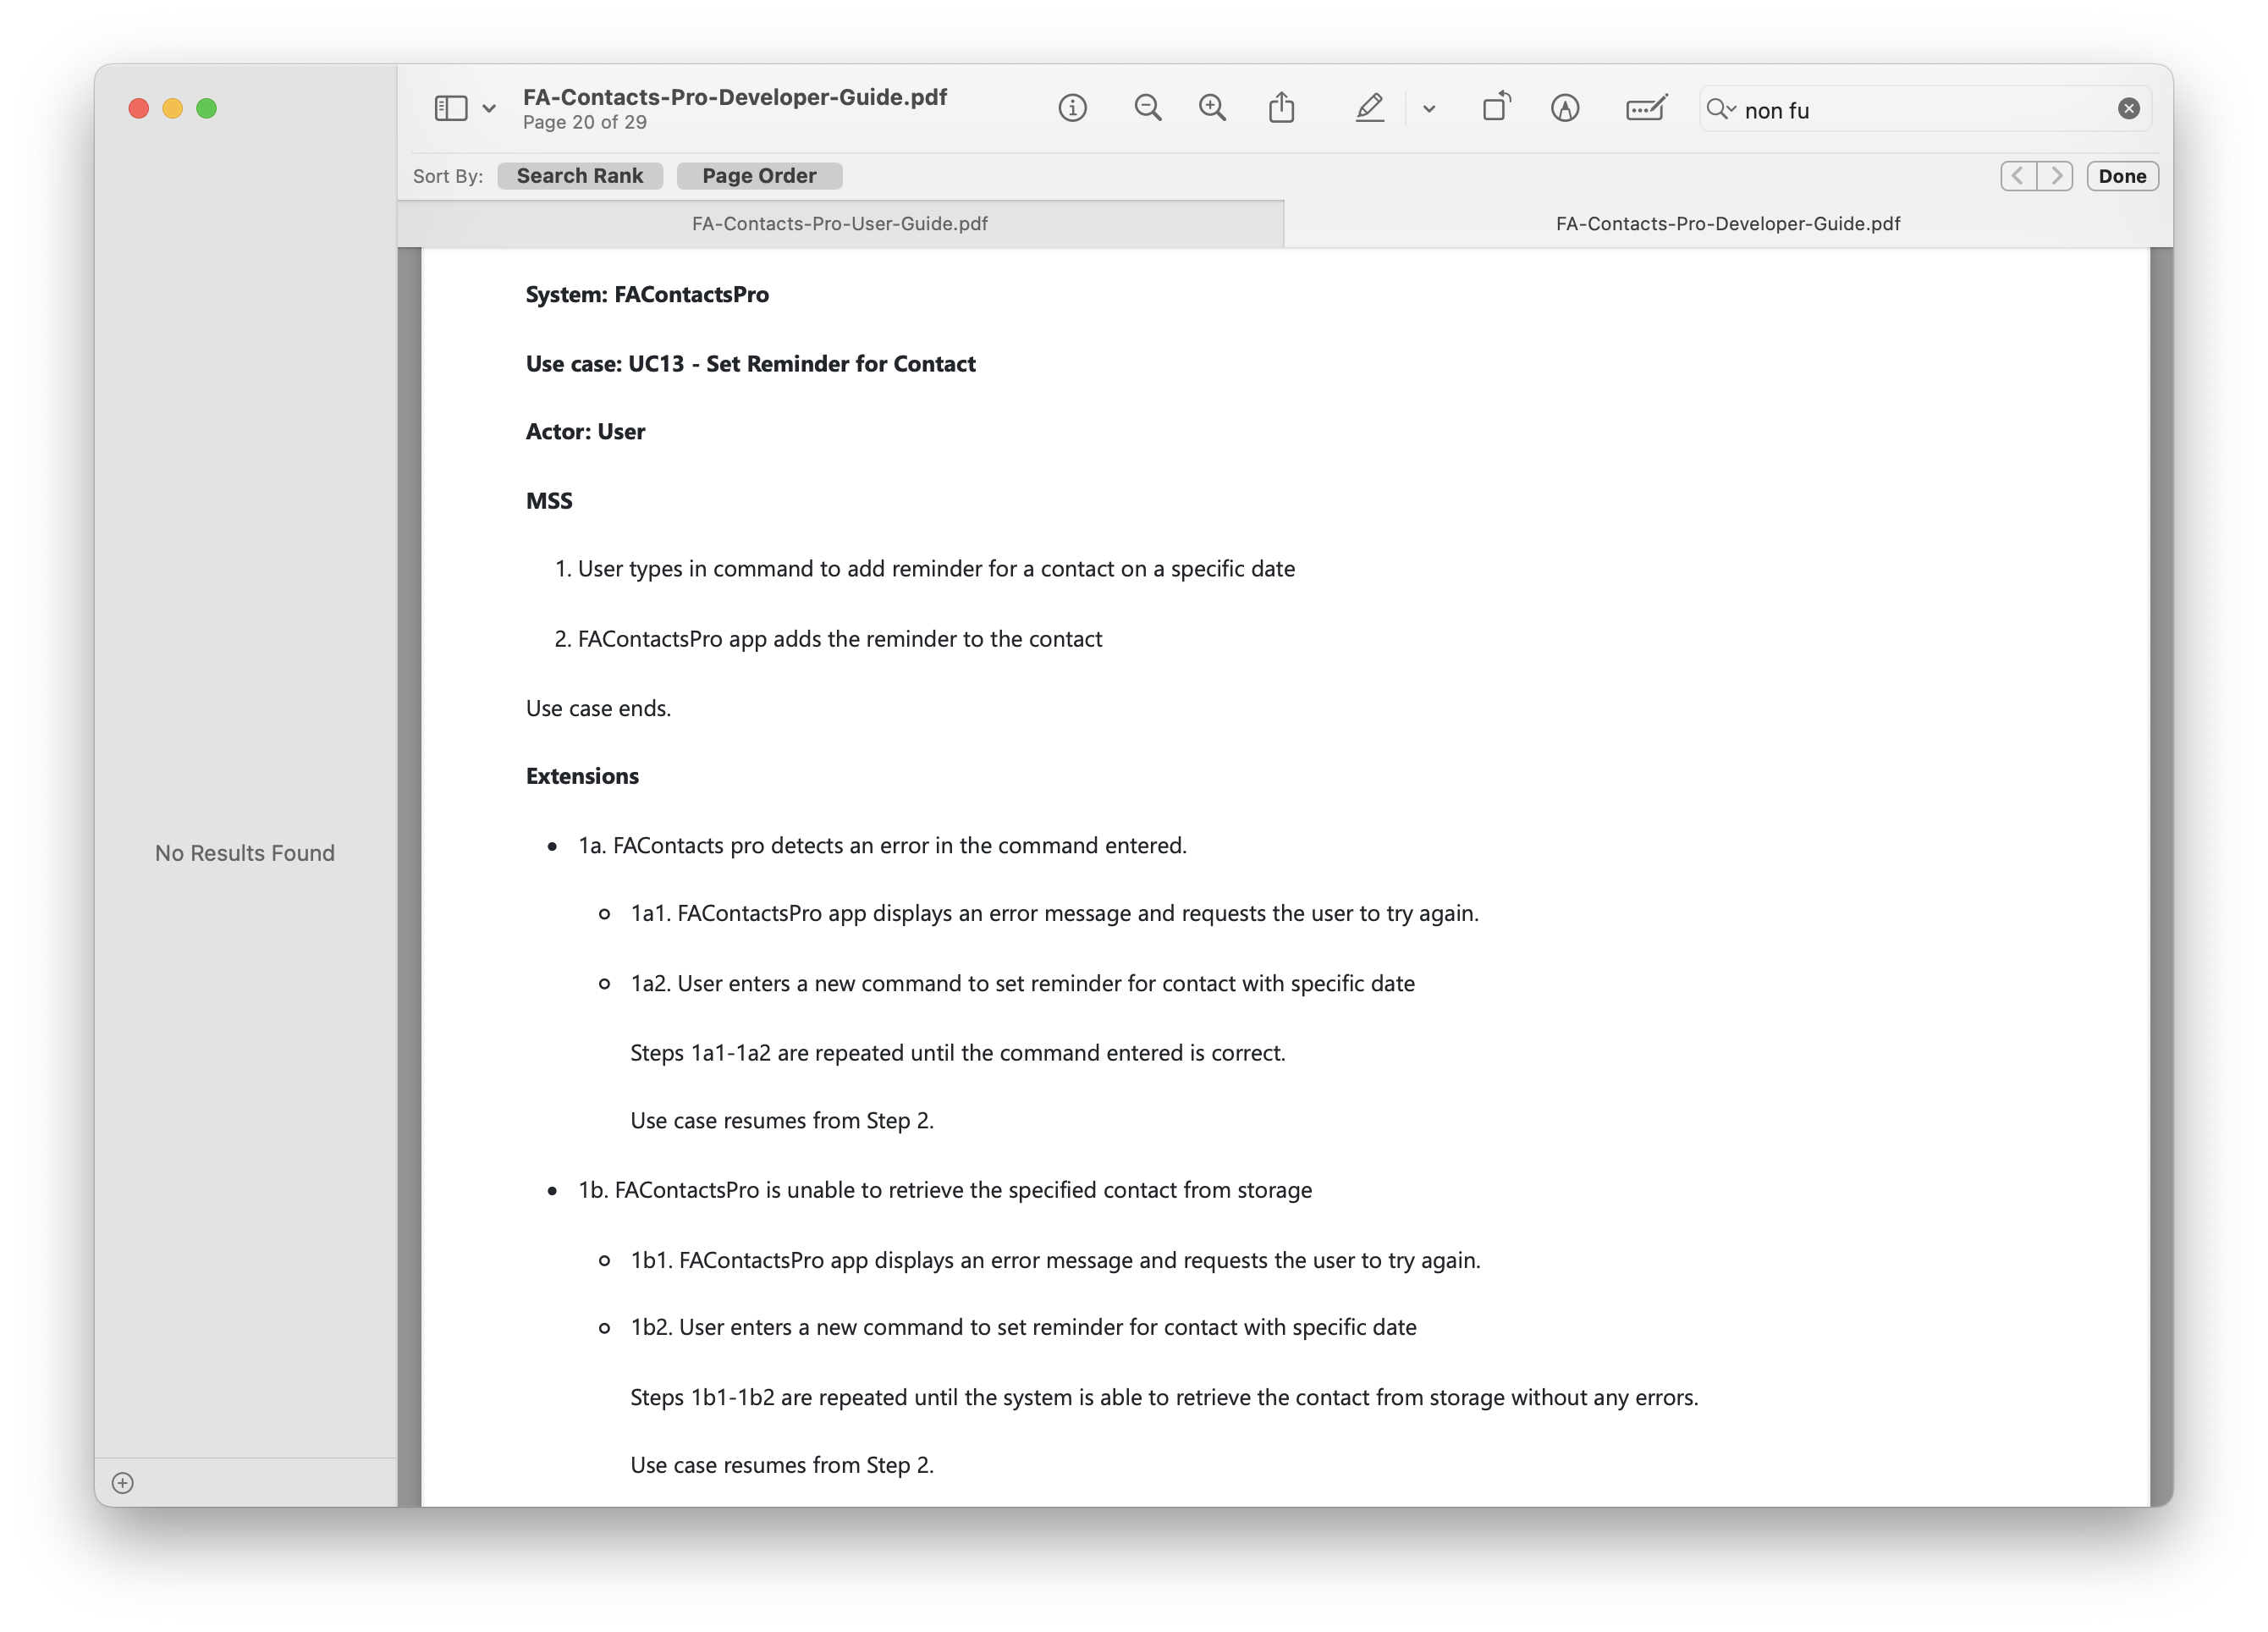 FA-Contacts-Pro-Developer-Guide.pdf
Page 20 of 29
non fu
Sort By: Search Rank Page Order
Done
FA-Contacts-Pro-User-Guide.pdf
FA-Contacts-Pro-Developer-Guide.pdf
No Results Found
System: FAContactsPro
Use case: UC13 - Set Reminder for Contact
Actor: User
MSS
1. User types in command to add reminder for a contact on a specific date
2. FAContactsPro app adds the reminder to the contact
Use case ends.
Extensions
• 1a. FAContacts pro detects an error in the command entered.
○ 1a1. FAContactsPro app displays an error message and requests the user to try again.
○ 1a2. User enters a new command to set reminder for contact with specific date
Steps 1a1-1a2 are repeated until the command entered is correct.
Use case resumes from Step 2.
• 1b. FAContactsPro is unable to retrieve the specified contact from storage
○ 1b1. FAContactsPro app displays an error message and requests the user to try again.
○ 1b2. User enters a new command to set reminder for contact with specific date
Steps 1b1-1b2 are repeated until the system is able to retrieve the contact from storage without any errors.
Use case resumes from Step 2.